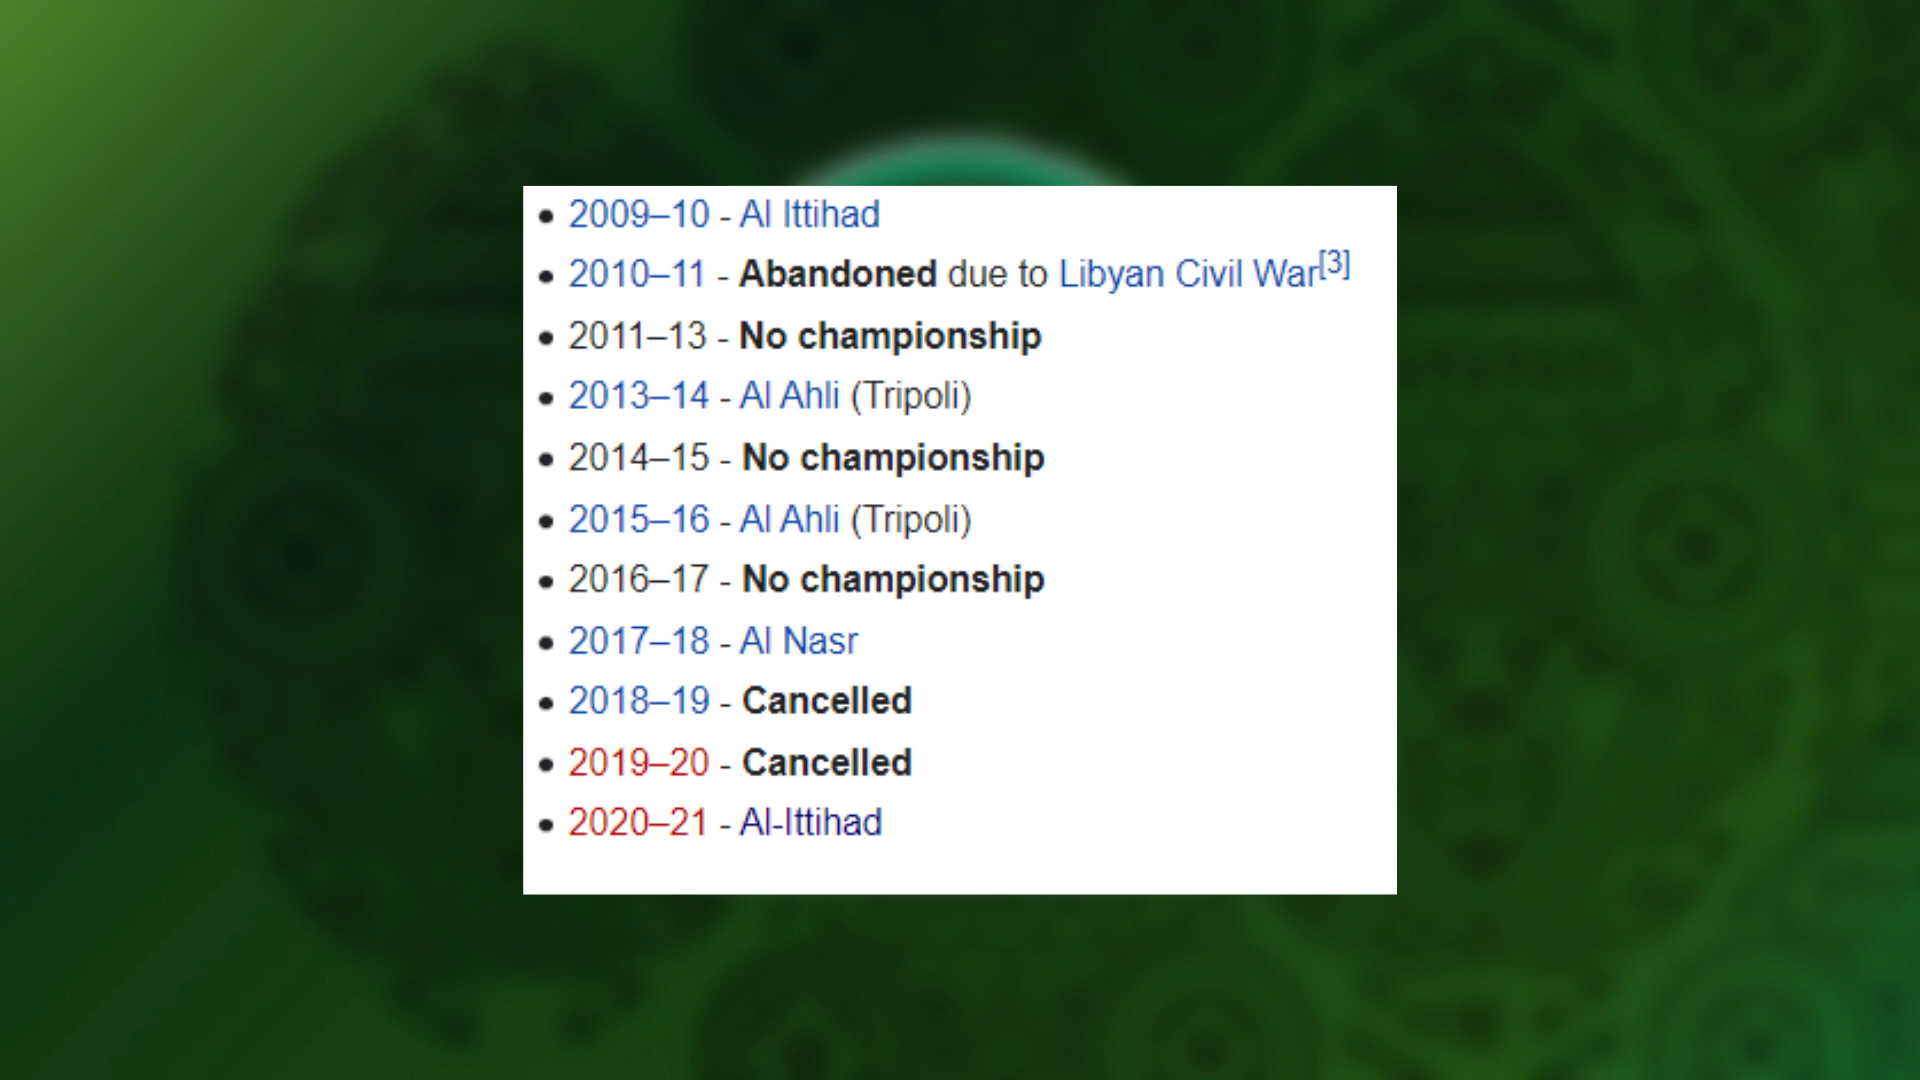 • 2009–10 - Al Ittihad
• 2010–11 - Abandoned due to Libyan Civil War[3]
• 2011–13 - No championship
• 2013–14 - Al Ahli (Tripoli)
• 2014–15 - No championship
• 2015–16 - Al Ahli (Tripoli)
• 2016–17 - No championship
• 2017–18 - Al Nasr
• 2018–19 - Cancelled
• 2019–20 - Cancelled
• 2020–21 - Al-Ittihad